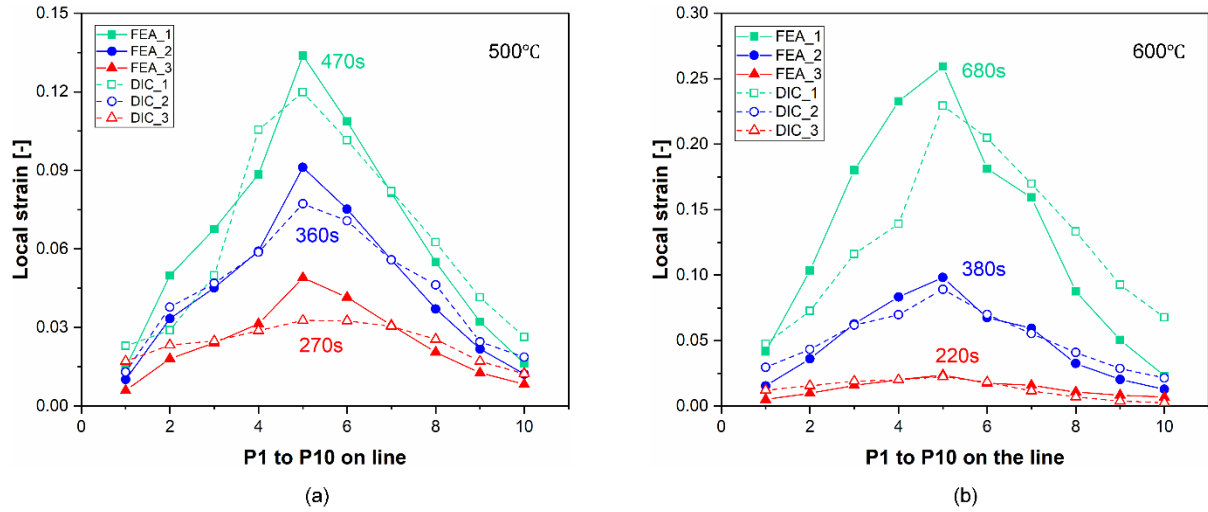 0.15
0.12
0.09
0.06
0.03
0.00
Local strain [-]
FEA_1
FEA_2
FEA_3
DIC_1
DIC_2
DIC_3
500℃
470s
360s
270s
0 2 4 6 8 10
P1 to P10 on line
(a)
0.30
0.25
0.20
0.15
0.10
0.05
0.00
Local strain [-]
FEA_1
FEA_2
FEA_3
DIC_1
DIC_2
DIC_3
600℃
680s
380s
220s
0 2 4 6 8 10
P1 to P10 on the line
(b)